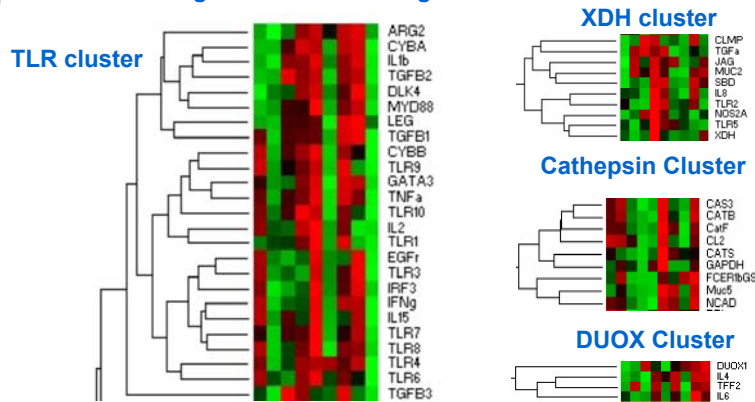 TLR cluster
ARG2
CYBA
IL1b
TGFB2
DLK4
MYD88
LEG
TGFB1
CYBB
TLR9
GATA3
TNFa
TLR10
IL2
TLR1
EGFr
TLR3
IRF3
IFNg
IL15
TLR7
TLR8
TLR4
TLR6
TGFB3
XDH cluster
CLMP
TGFa
JAG
MUC2
SBD
IL8
TLR2
NOS2A
TLR5
XDH
Cathepsin Cluster
CAS3
CATB
CatF
CL2
CATS
GAPDH
FCER1bGS
Muc5
NCAD
DUOX Cluster
DUOX1
IL4
TFF2
IL6